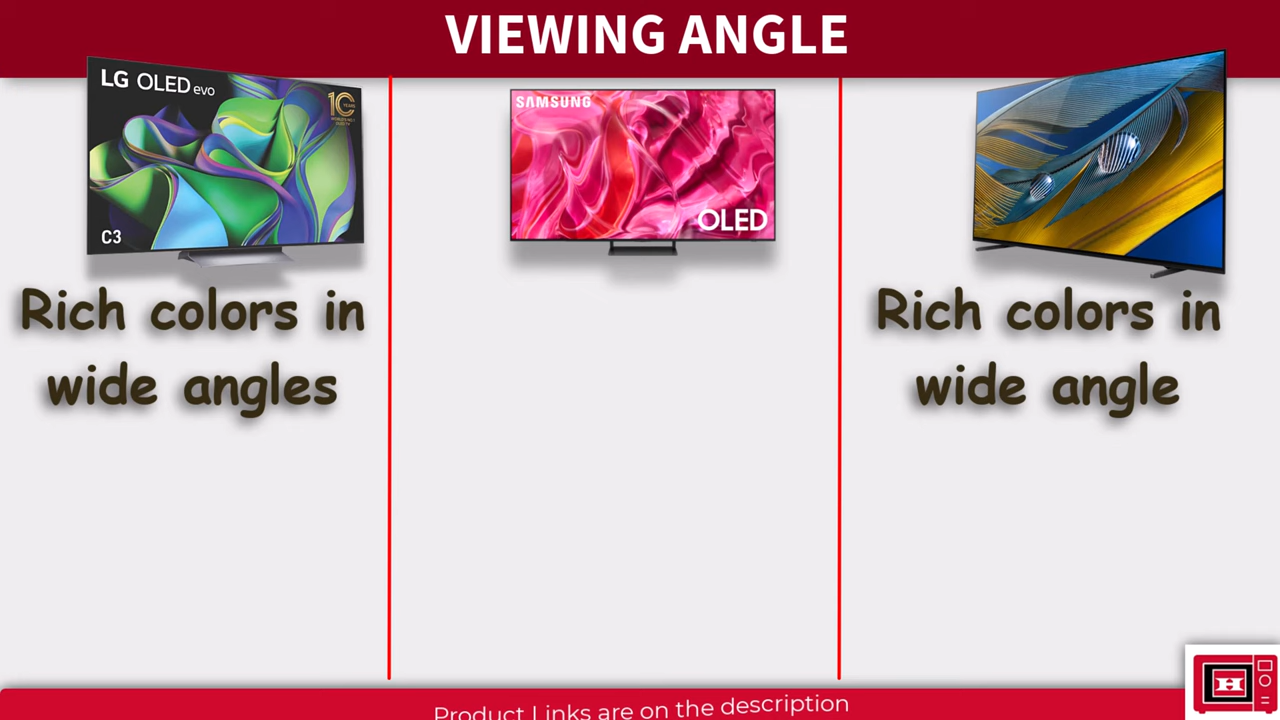 VIEWING ANGLE
LG OLED evo
10
C3
SAMSUNG
OLED
Rich colors in
wide angles
Rich colors in
wide angle
Product Links are on the description
H